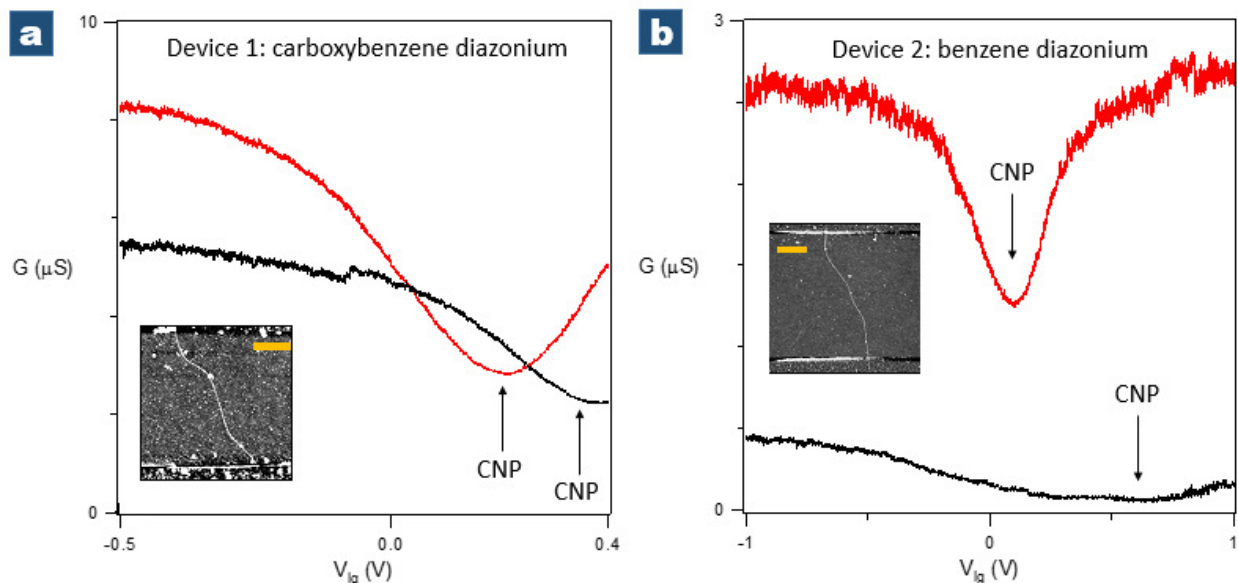 a
Device 1: carboxybenzene diazonium
10
G (μS)
0
CNP
CNP
-0.5
0.0
0.4
V_lg (V)
b
Device 2: benzene diazonium
3
G (μS)
0
CNP
CNP
-1
0
1
V_lg (V)